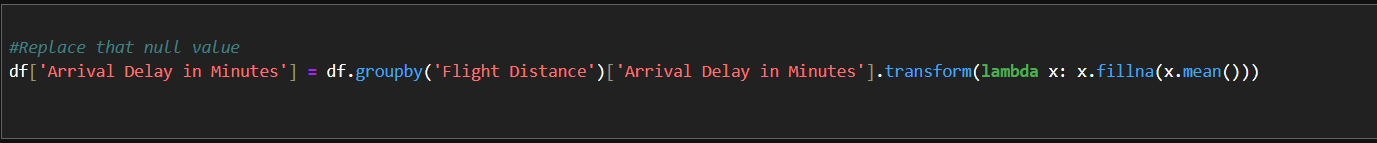 #Replace that null value
df['Arrival Delay in Minutes'] = df.groupby('Flight Distance')['Arrival Delay in Minutes'].transform(lambda x: x.fillna(x.mean()))